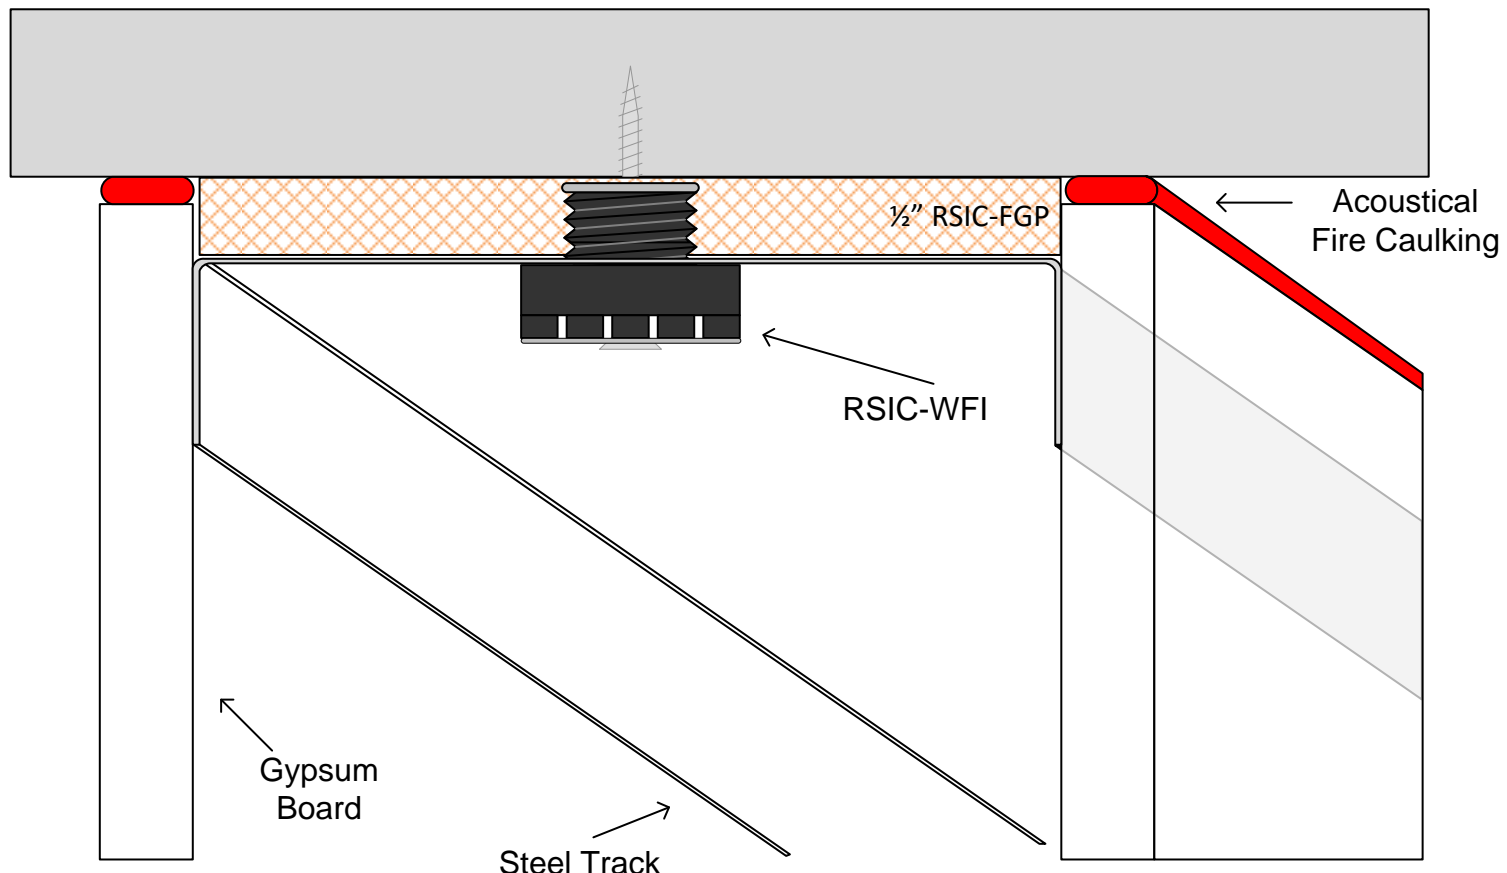 ½” RSIC-FGP
Acoustical
Fire Caulking
RSIC-WFI
Gypsum
Board
Steel Track